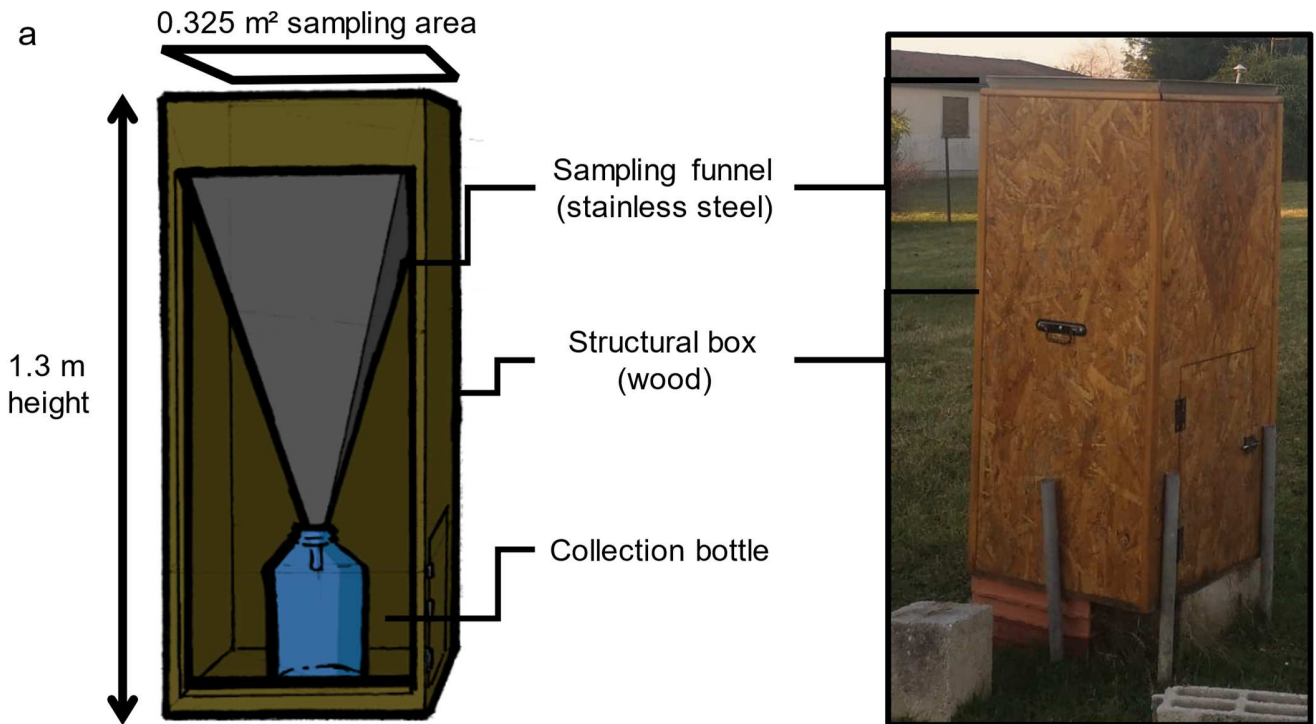 a
0.325 m² sampling area
1.3 m
height
Sampling funnel
(stainless steel)
Structural box
(wood)
Collection bottle